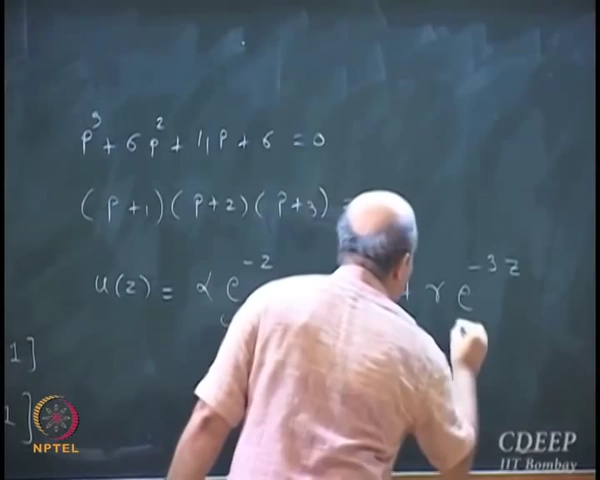 p³ + 6p² + 11p + 6 = 0
(p+1)(p+2)(p+3) =
u(z) = α e^{-z} + γ e^{-3z}
1]
1]
NPTEL
CDEEP
IIT Bombay